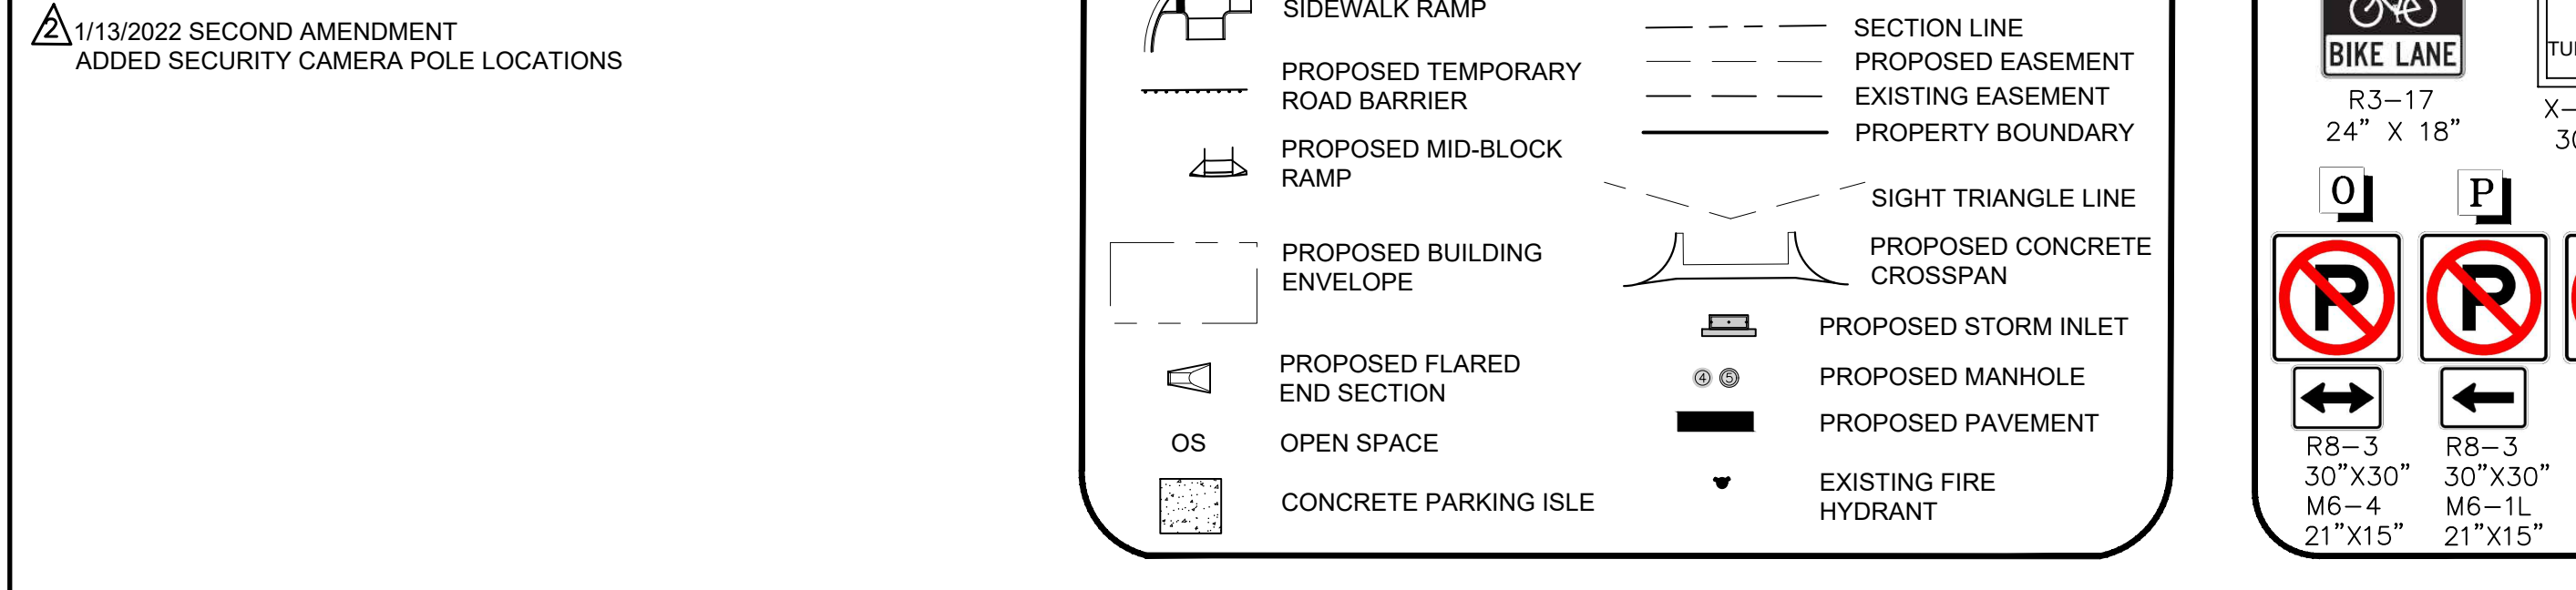 2
1/13/2022 SECOND AMENDMENT
ADDED SECURITY CAMERA POLE LOCATIONS
SIDEWALK RAMP
PROPOSED TEMPORARY
ROAD BARRIER
PROPOSED MID-BLOCK
RAMP
PROPOSED BUILDING
ENVELOPE
PROPOSED FLARED
END SECTION
OS OPEN SPACE
CONCRETE PARKING ISLE
SECTION LINE
PROPOSED EASEMENT
EXISTING EASEMENT
PROPERTY BOUNDARY
SIGHT TRIANGLE LINE
PROPOSED CONCRETE
CROSSPAN
PROPOSED STORM INLET
4 5 PROPOSED MANHOLE
PROPOSED PAVEMENT
EXISTING FIRE
HYDRANT
BIKE LANE
R3-17
24" X 18"
O
P
R8-3
30"X30"
M6-4
21"X15"
P
P
R8-3
30"X30"
M6-1L
21"X15"